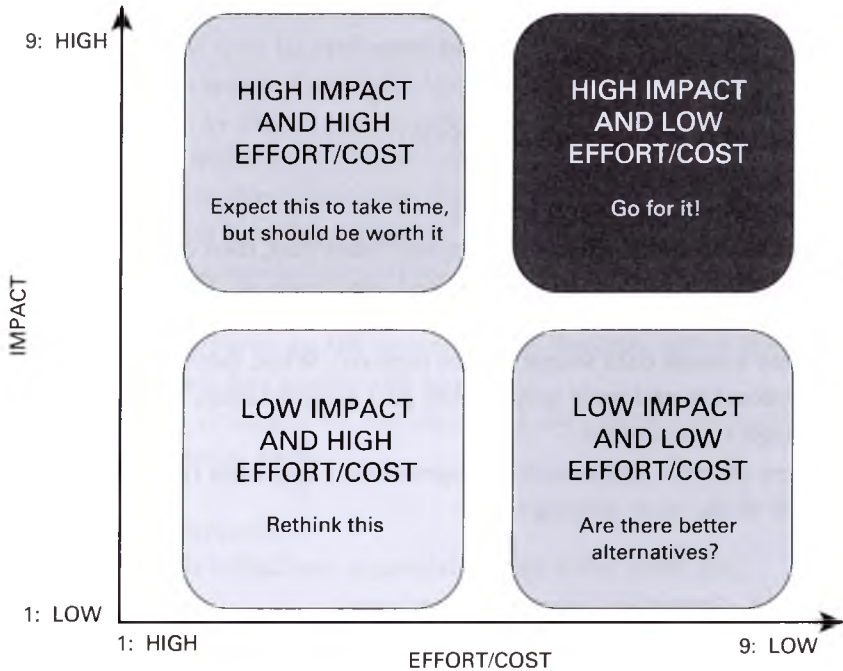 9: HIGH
HIGH IMPACT
AND HIGH
EFFORT/COST
Expect this to take time,
but should be worth it
HIGH IMPACT
AND LOW
EFFORT/COST
Go for it!
IMPACT
LOW IMPACT
AND HIGH
EFFORT/COST
Rethink this
LOW IMPACT
AND LOW
EFFORT/COST
Are there better
alternatives?
1: LOW
1: HIGH
EFFORT/COST
9: LOW